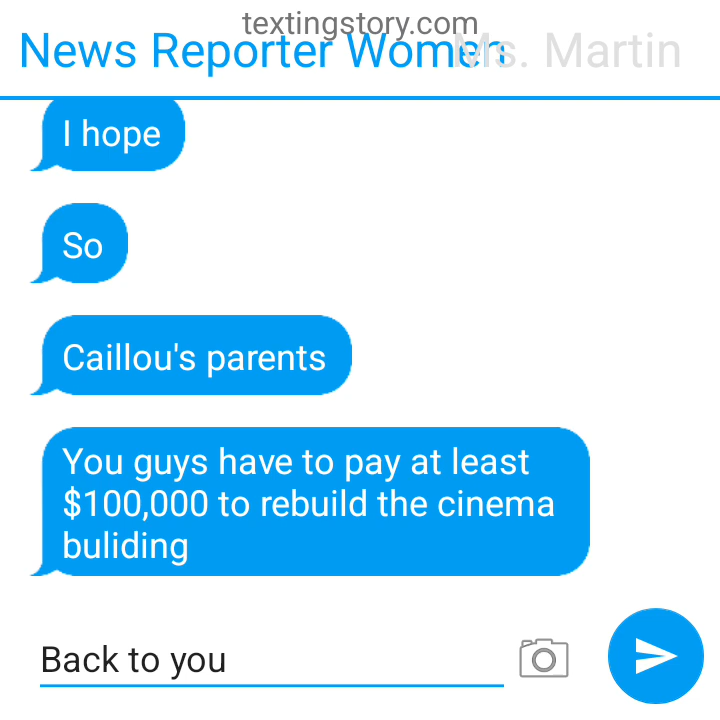 textingstory.com
News Reporter Women
Ms. Martin
I hope
So
Caillou's parents
You guys have to pay at least
$100,000 to rebuild the cinema
buliding
Back to you